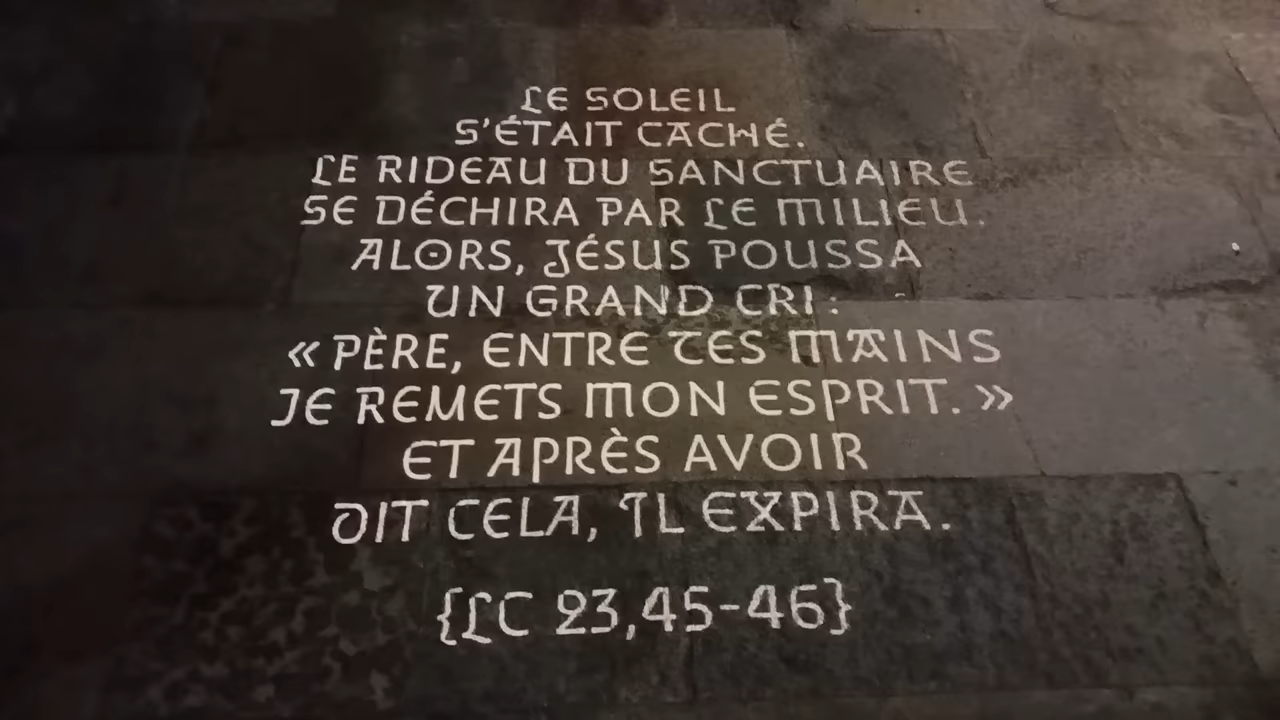 LE SOLEIL
S'ÉTAIT CACHÉ.
LE RIDEAU DU SANCTUAIRE
SE DÉCHIRA PAR LE MILIEU.
ALORS, JÉSUS POUSSA
UN GRAND CRI :
« PÈRE, ENTRE TES MAINS
JE REMETS MON ESPRIT. »
ET APRÈS AVOIR
DIT CELA, IL EXPIRA.
{LC 23,45-46}